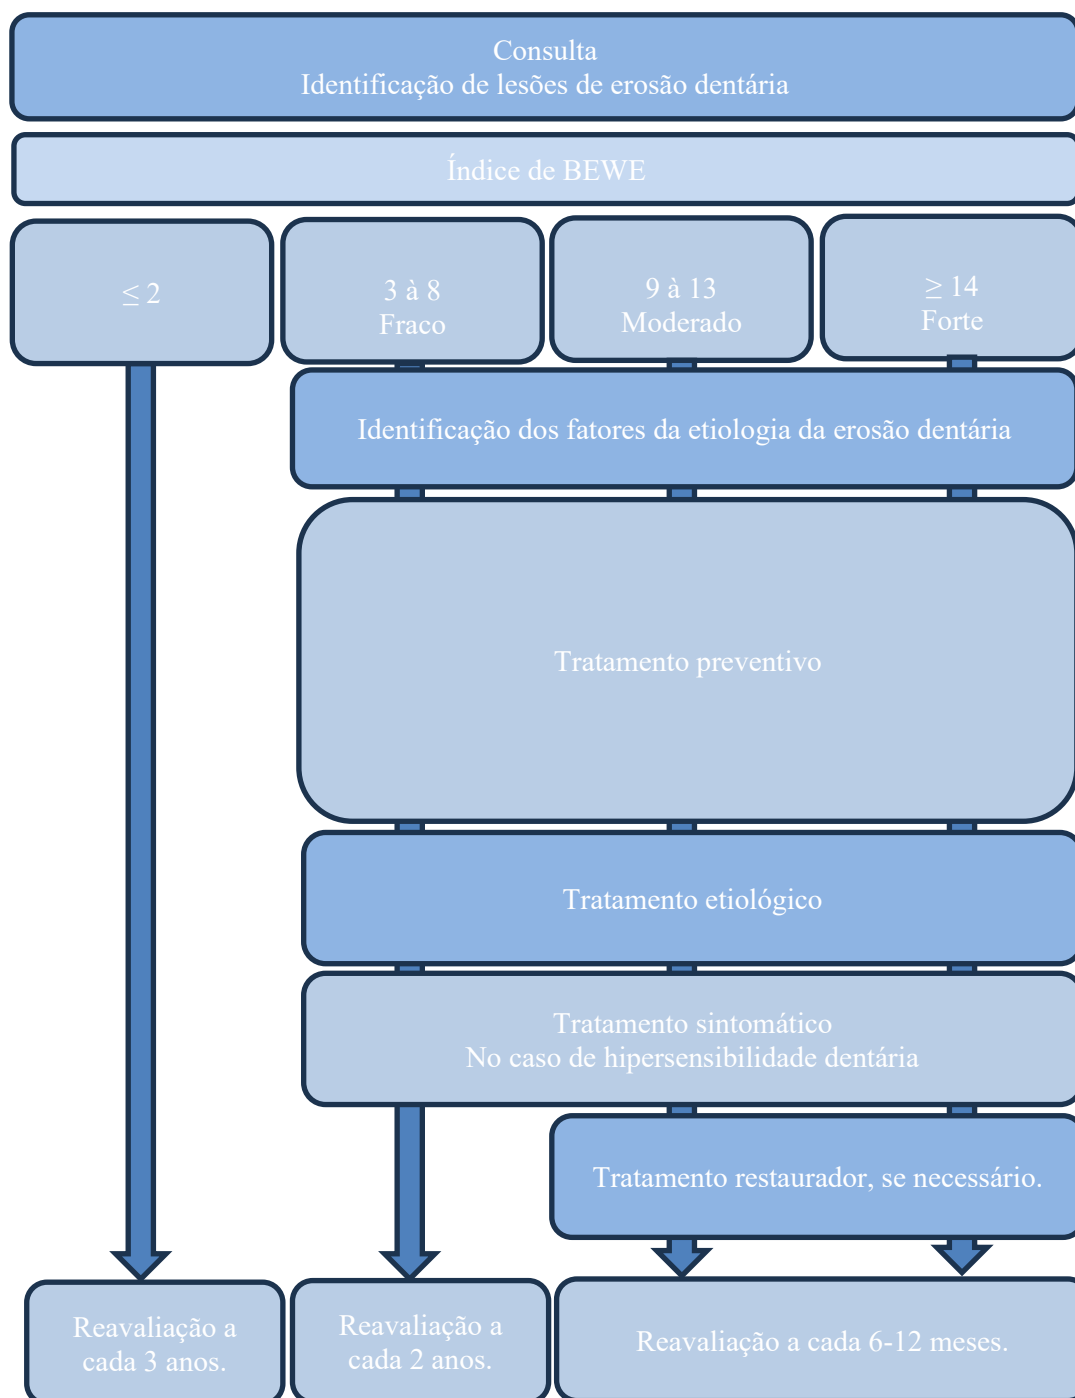 Consulta
Identificação de lesões de erosão dentária
Índice de BEWE
≤ 2
3 à 8
Fraco
9 à 13
Moderado
≥ 14
Forte
Identificação dos fatores da etiologia da erosão dentária
Tratamento preventivo
Tratamento etiológico
Tratamento sintomático
No caso de hipersensibilidade dentária
Tratamento restaurador, se necessário.
Reavaliação a
cada 3 anos.
Reavaliação a
cada 2 anos.
Reavaliação a cada 6-12 meses.